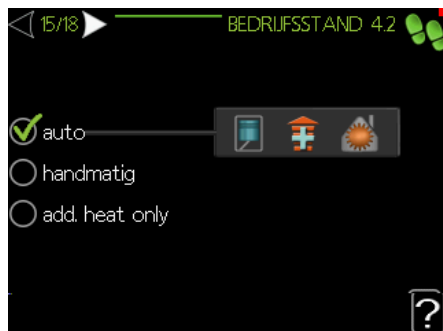 15/18 BEDRIJFSSTAND 4.2
auto
handmatig
add. heat only
?